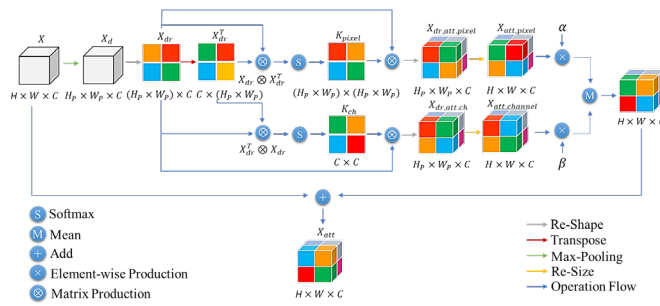 X
X_d
X_dr
X_dr^T
X_dr ⊗ X_dr^T
K_pixel
X_dr,att,pixel
X_att,pixel
α
H × W × C
H_P × W_P × C
(H_P × W_P) × C
C × (H_P × W_P)
(H_P × W_P) × (H_P × W_P)
H_P × W_P × C
H × W × C
H × W × C
S
M
X_dr^T ⊗ X_dr
K_ch
C × C
X_dr,att,ch
H_P × W_P × C
X_att,channel
H × W × C
β
S
S Softmax
M Mean
+ Add
× Element-wise Production
⊗ Matrix Production
X_att
H × W × C
Re-Shape
Transpose
Max-Pooling
Re-Size
Operation Flow